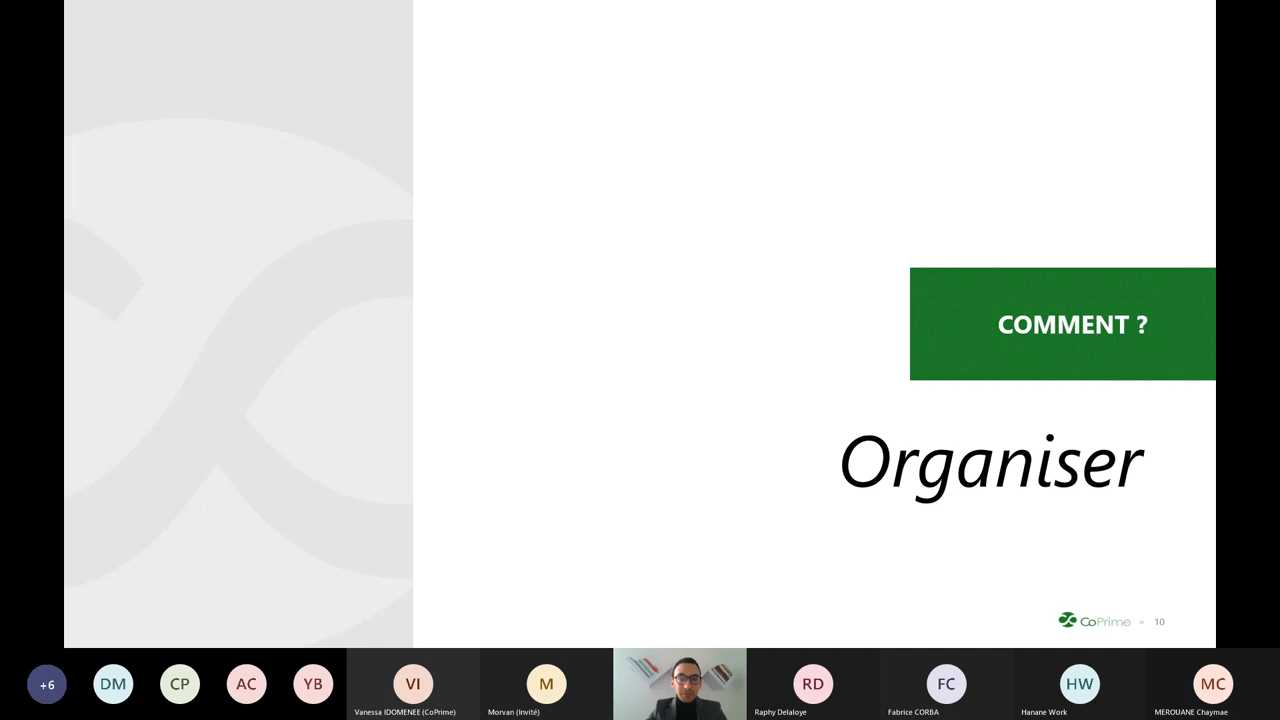 COMMENT ?
Organiser
CoPrime
10
+6
DM
CP
AC
YB
VI
M
RD
FC
HW
MC
Vanessa IDOMENEE (CoPrime)
Morvan (Invité)
Raphy Delaloye
Fabrice CORBA
Hanane Work
MEROUANE Chaymae